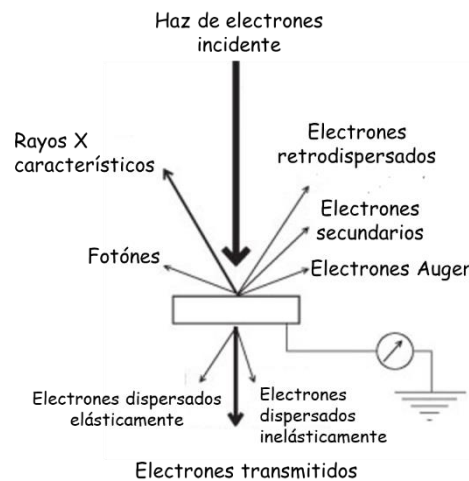 Haz de electrones
incidente
Rayos X
característicos
Electrones
retrodispersados
Electrones
secundarios
Fotónes
Electrones Auger
Electrones dispersados
elásticamente
Electrones
dispersados
inelásticamente
Electrones transmitidos